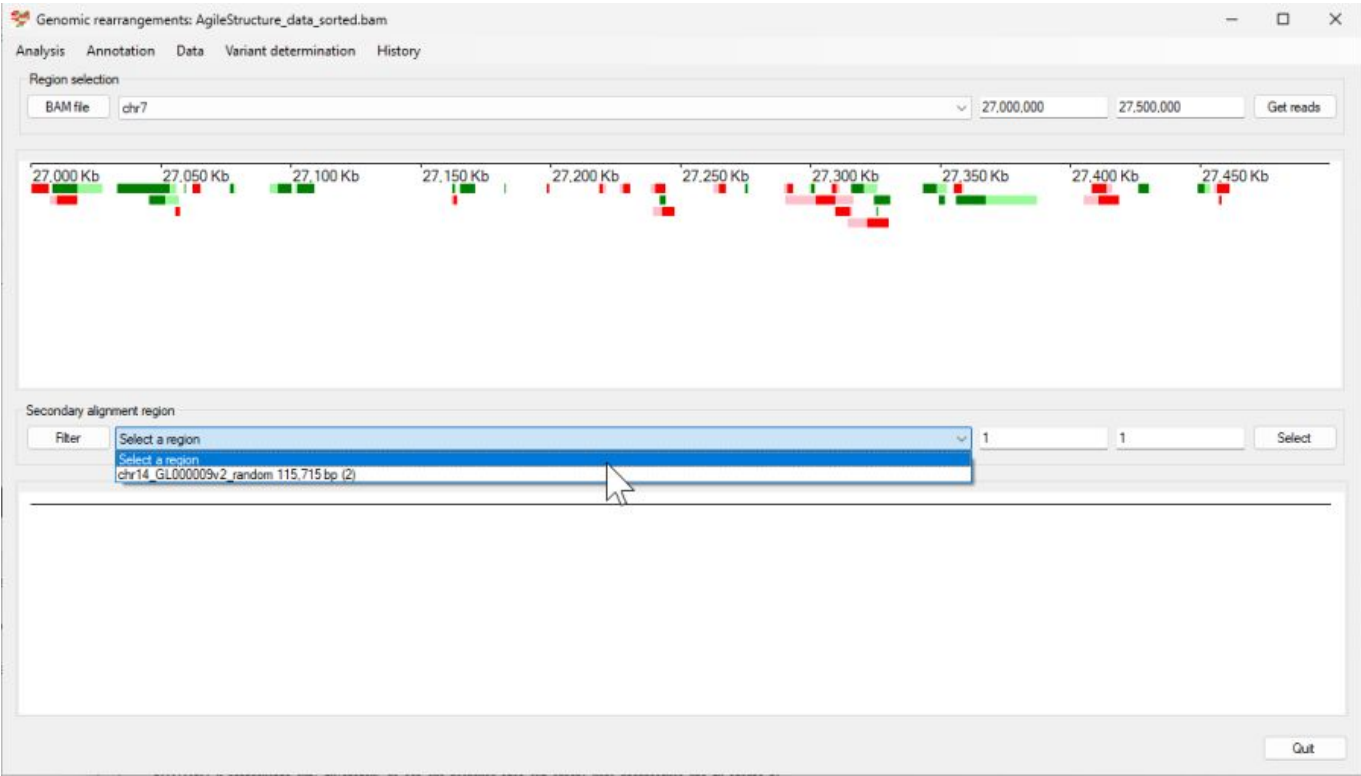 Genomic rearrangements: AgileStructure_data_sorted.bam
Analysis Annotation Data Variant determination History
Region selection
BAM file chr7 27,000,000 27,500,000 Get reads
27,000 Kb 27,050 Kb 27,100 Kb 27,150 Kb 27,200 Kb 27,250 Kb 27,300 Kb 27,350 Kb 27,400 Kb 27,450 Kb
Secondary alignment region
Filter Select a region 1 1 Select
Select a region
chr14_GL000009v2_random 115,715 bp (2)
Quit